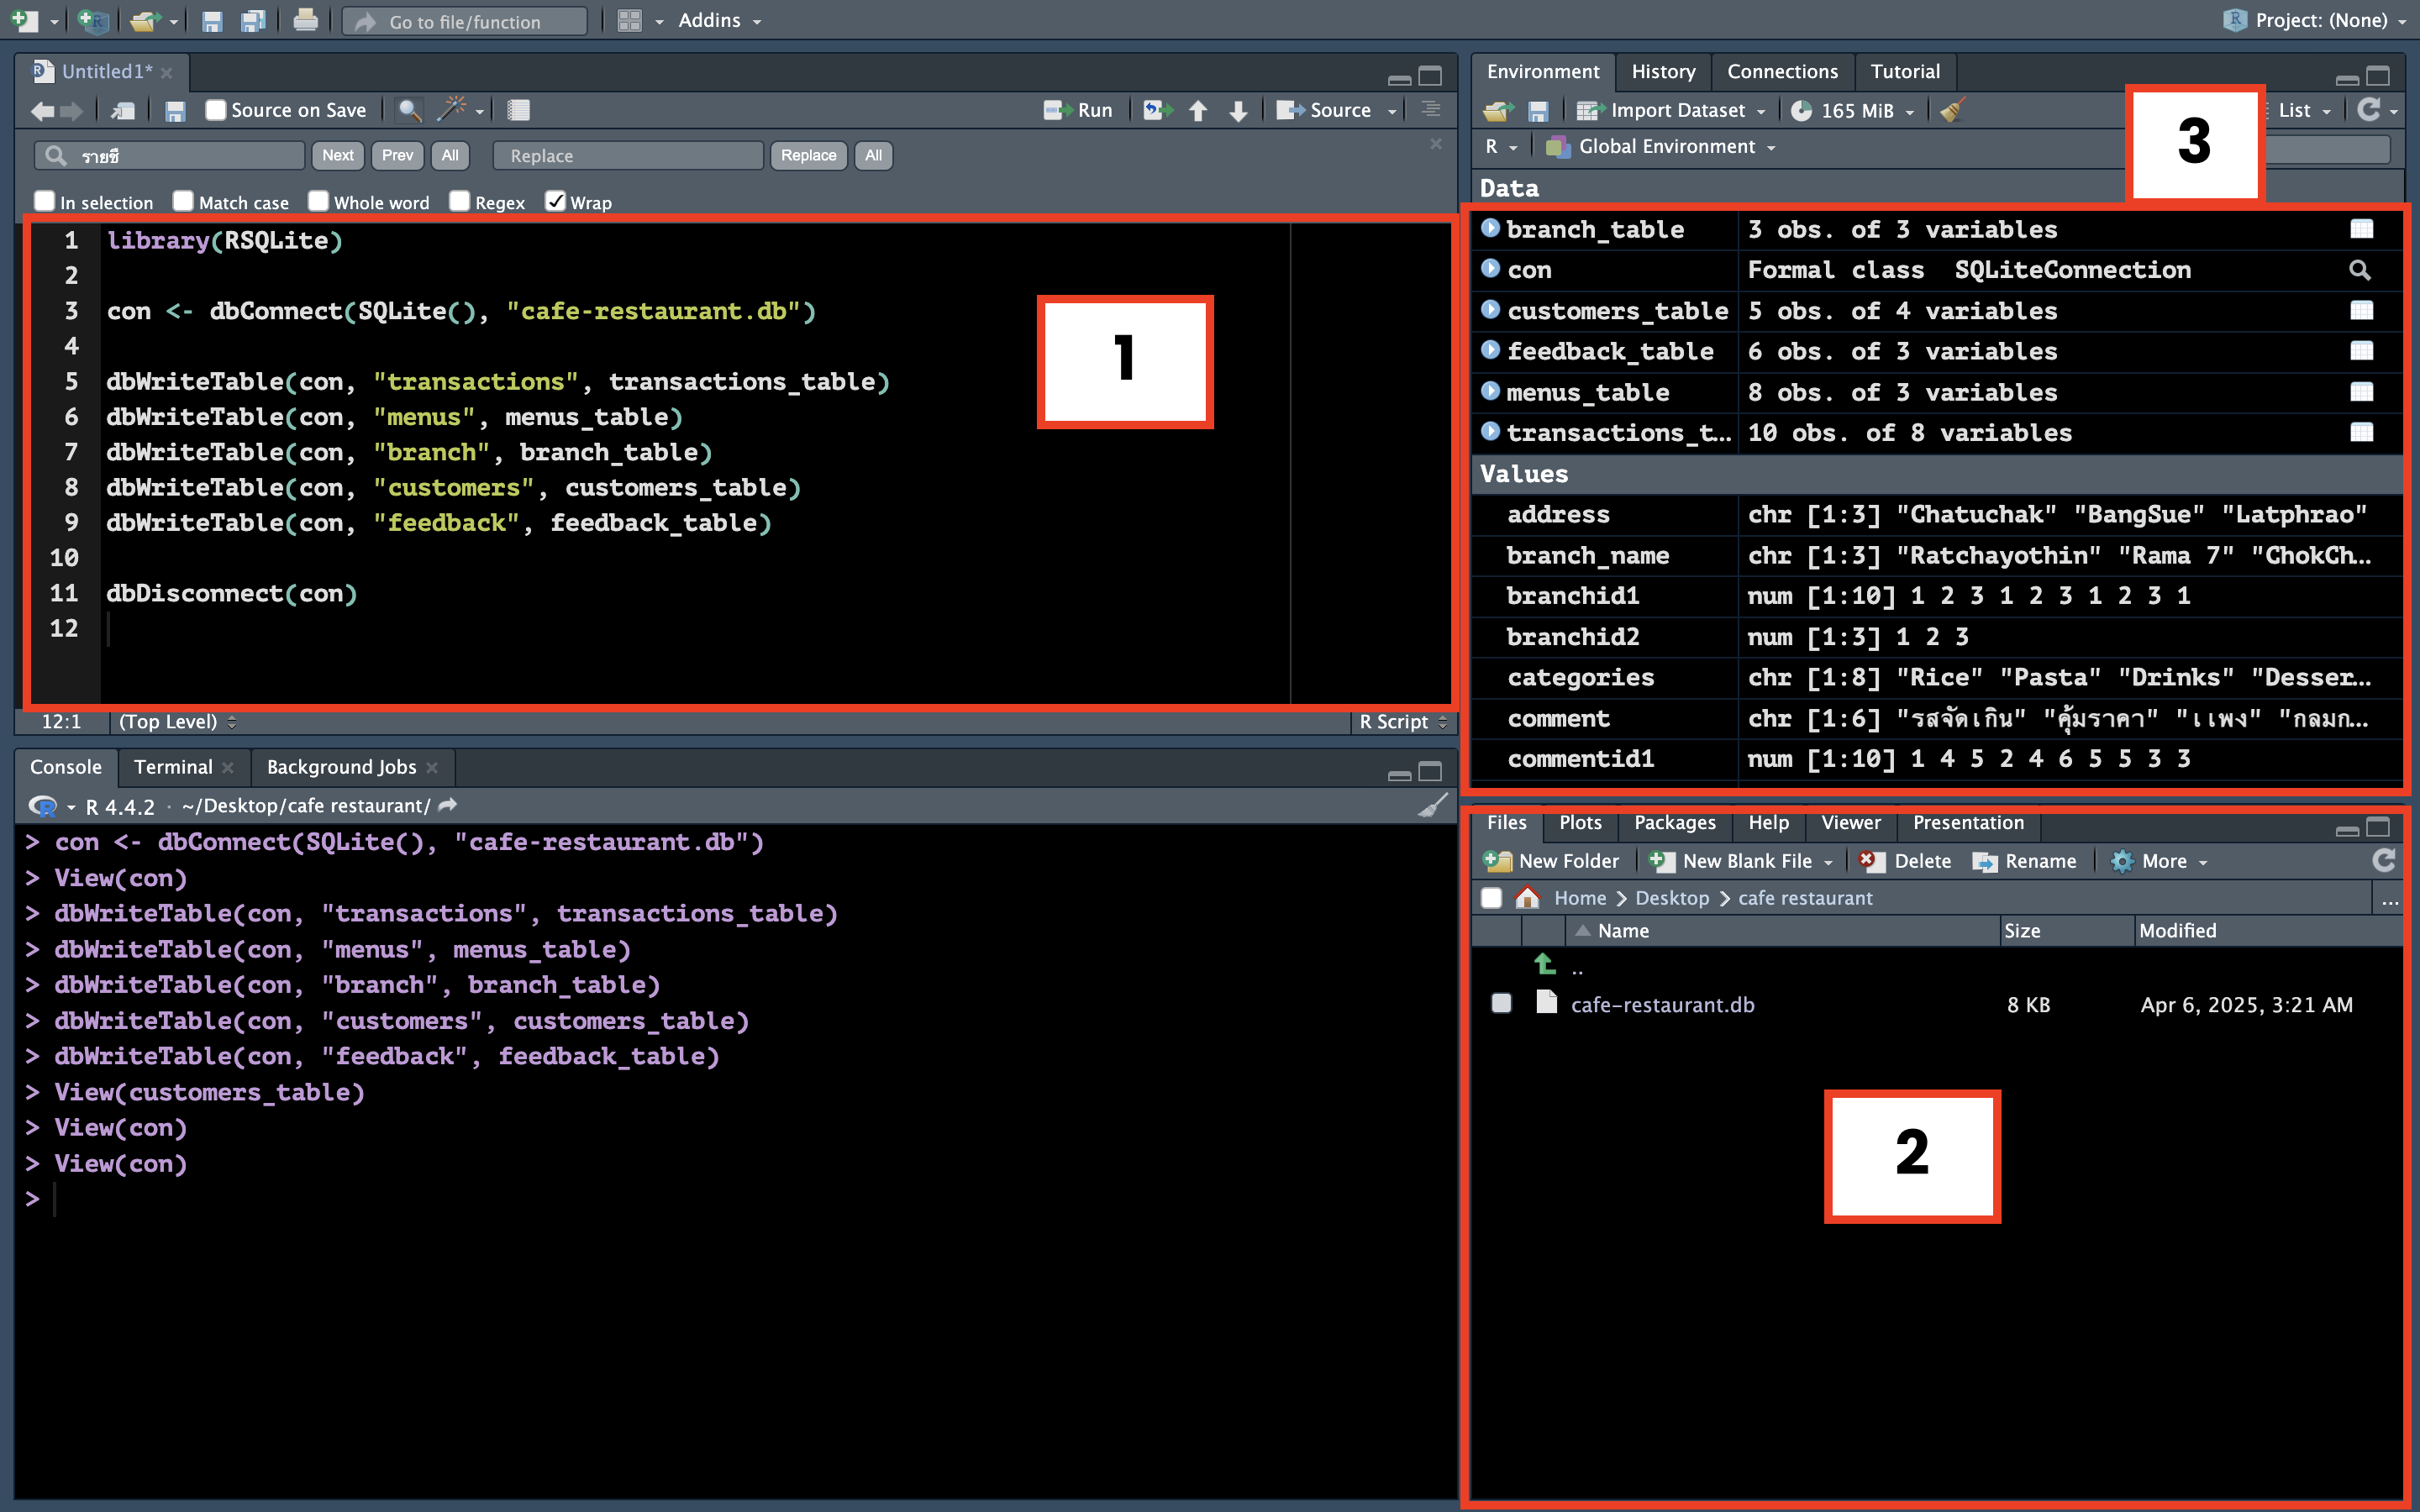 Go to file/function
Addins
Project: (None)
Untitled1*
Source on Save
Run
Source
รายชื
Next
Prev
All
Replace
Replace
All
In selection
Match case
Whole word
Regex
Wrap
1 library(RSQLite)
2
3 con <- dbConnect(SQLite(), "cafe-restaurant.db")
4
5 dbWriteTable(con, "transactions", transactions_table)
6 dbWriteTable(con, "menus", menus_table)
7 dbWriteTable(con, "branch", branch_table)
8 dbWriteTable(con, "customers", customers_table)
9 dbWriteTable(con, "feedback", feedback_table)
10
11 dbDisconnect(con)
12
1
12:1 (Top Level) R Script
Console Terminal Background Jobs
R 4.4.2 · ~/Desktop/cafe restaurant/
> con <- dbConnect(SQLite(), "cafe-restaurant.db")
> View(con)
> dbWriteTable(con, "transactions", transactions_table)
> dbWriteTable(con, "menus", menus_table)
> dbWriteTable(con, "branch", branch_table)
> dbWriteTable(con, "customers", customers_table)
> dbWriteTable(con, "feedback", feedback_table)
> View(customers_table)
> View(con)
> View(con)
>
Environment History Connections Tutorial
Import Dataset 165 MiB List
R Global Environment
3
Data
branch_table 3 obs. of 3 variables
con Formal class SQLiteConnection
customers_table 5 obs. of 4 variables
feedback_table 6 obs. of 3 variables
menus_table 8 obs. of 3 variables
transactions_t… 10 obs. of 8 variables
Values
address chr [1:3] "Chatuchak" "BangSue" "Latphrao"
branch_name chr [1:3] "Ratchayothin" "Rama 7" "ChokCh…
branchid1 num [1:10] 1 2 3 1 2 3 1 2 3 1
branchid2 num [1:3] 1 2 3
categories chr [1:8] "Rice" "Pasta" "Drinks" "Desser…
comment chr [1:6] "รสจัดเกิน" "คุ้มราคา" "เเพง" "กลมก…
commentid1 num [1:10] 1 4 5 2 4 6 5 5 3 3
Files Plots Packages Help Viewer Presentation
New Folder New Blank File Delete Rename More
Home Desktop cafe restaurant ...
Name Size Modified
..
cafe-restaurant.db 8 KB Apr 6, 2025, 3:21 AM
2